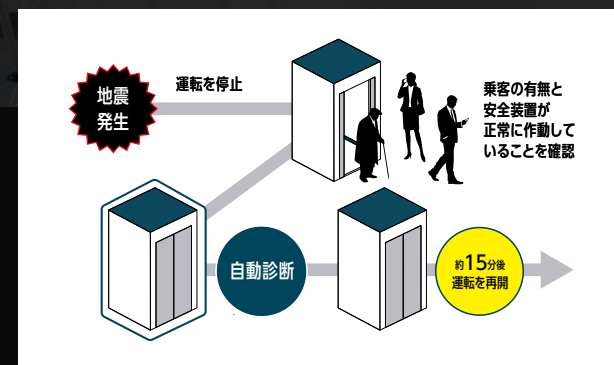 地震
発生
運転を停止
乗客の有無と
安全装置が
正常に作動して
いることを確認
自動診断
約15分後
運転を再開